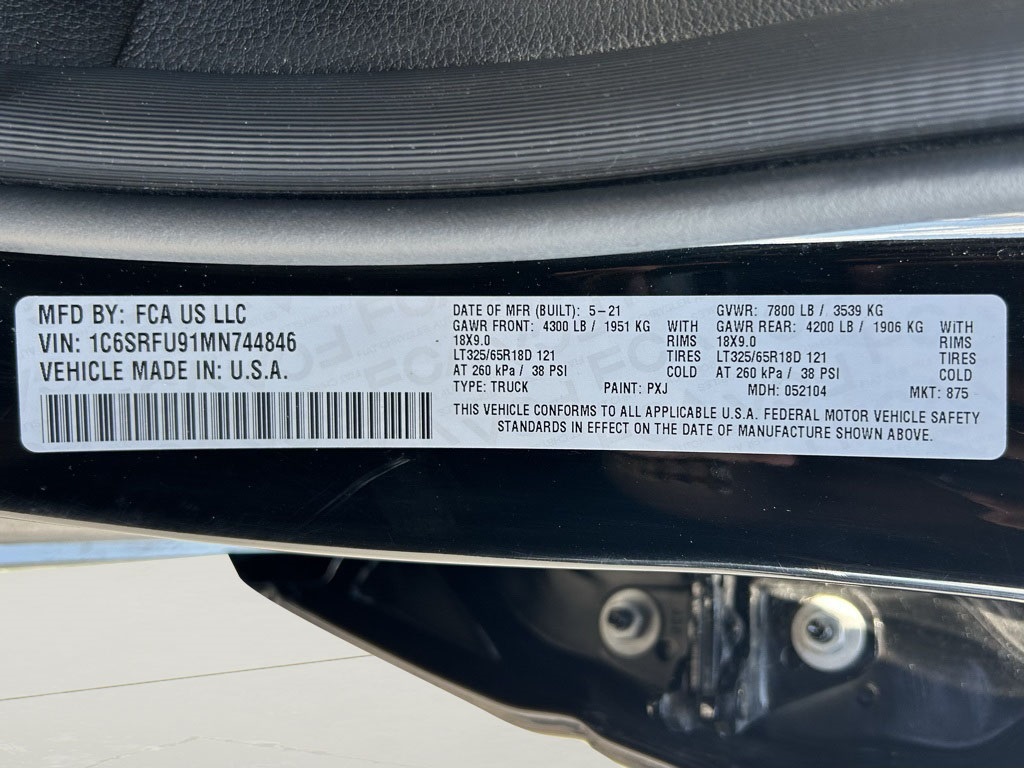 MFD BY: FCA US LLC
VIN: 1C6SRFU91MN744846
VEHICLE MADE IN: U.S.A.
DATE OF MFR (BUILT): 5-21
GAWR FRONT: 4300 LB / 1951 KG WITH
18X9.0 RIMS
LT325/65R18D 121 TIRES
AT 260 kPa / 38 PSI COLD
GVWR: 7800 LB / 3539 KG
GAWR REAR: 4200 LB / 1906 KG WITH
18X9.0 RIMS
LT325/65R18D 121 TIRES
AT 260 kPa / 38 PSI COLD
TYPE: TRUCK PAINT: PXJ MDH: 052104 MKT: 875
THIS VEHICLE CONFORMS TO ALL APPLICABLE U.S.A. FEDERAL MOTOR VEHICLE SAFETY
STANDARDS IN EFFECT ON THE DATE OF MANUFACTURE SHOWN ABOVE.